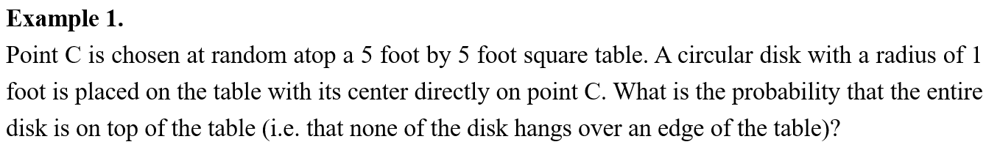 Example 1.
Point C is chosen at random atop a 5 foot by 5 foot square table. A circular disk with a radius of 1
foot is placed on the table with its center directly on point C. What is the probability that the entire
disk is on top of the table (i.e. that none of the disk hangs over an edge of the table)?